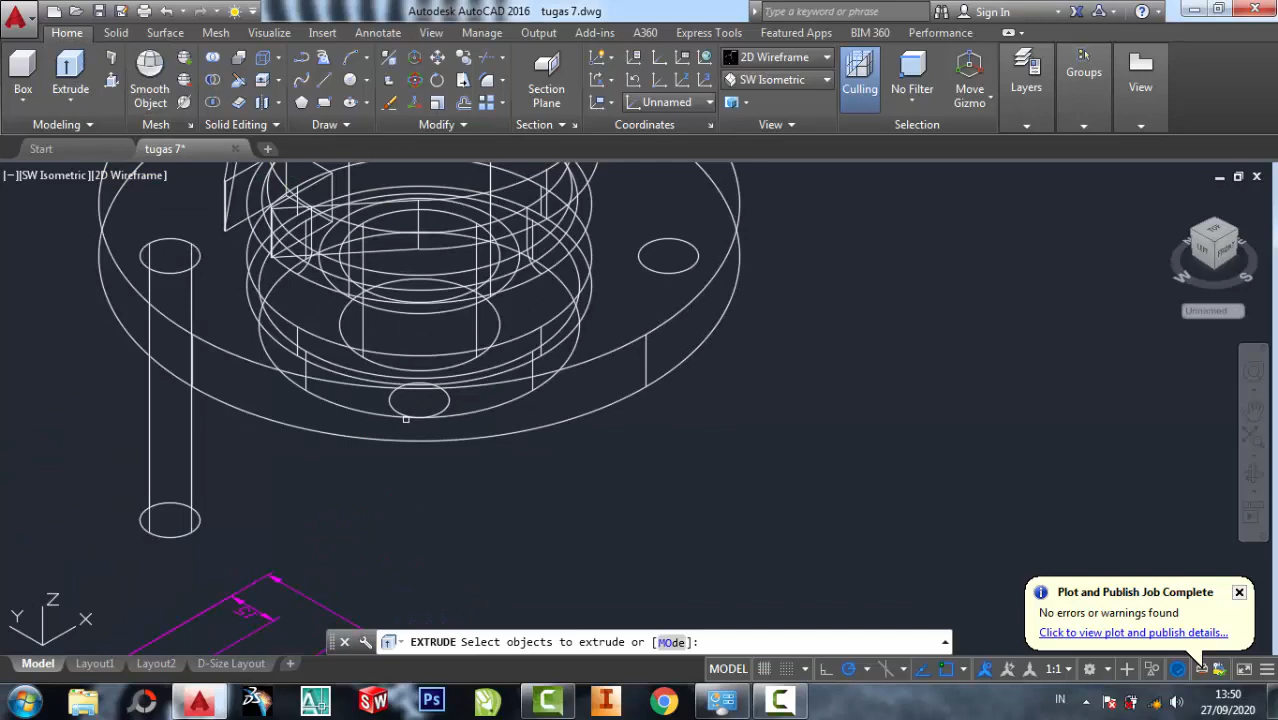 Autodesk AutoCAD 2016 tugas 7.dwg
Type a keyword or phrase
Sign In
Home Solid Surface Mesh Visualize Insert Annotate View Manage Output Add-ins A360 Express Tools Featured Apps BIM 360 Performance
Box
Extrude
Smooth
Object
Section
Plane
Unnamed
2D Wireframe
SW Isometric
Culling
No Filter
Move
Gizmo
Layers
Groups
View
Modeling Mesh Solid Editing Draw Modify Section Coordinates View Selection
Start tugas 7*
[−][SW Isometric][2D Wireframe]
TOP
LEFT
FRONT
W
S
Unnamed
15
Z
Y
X
Plot and Publish Job Complete
No errors or warnings found
Click to view plot and publish details...
EXTRUDE Select objects to extrude or [MOde]:
Model Layout1 Layout2 D-Size Layout
MODEL
1:1
IN
13:50
27/09/2020